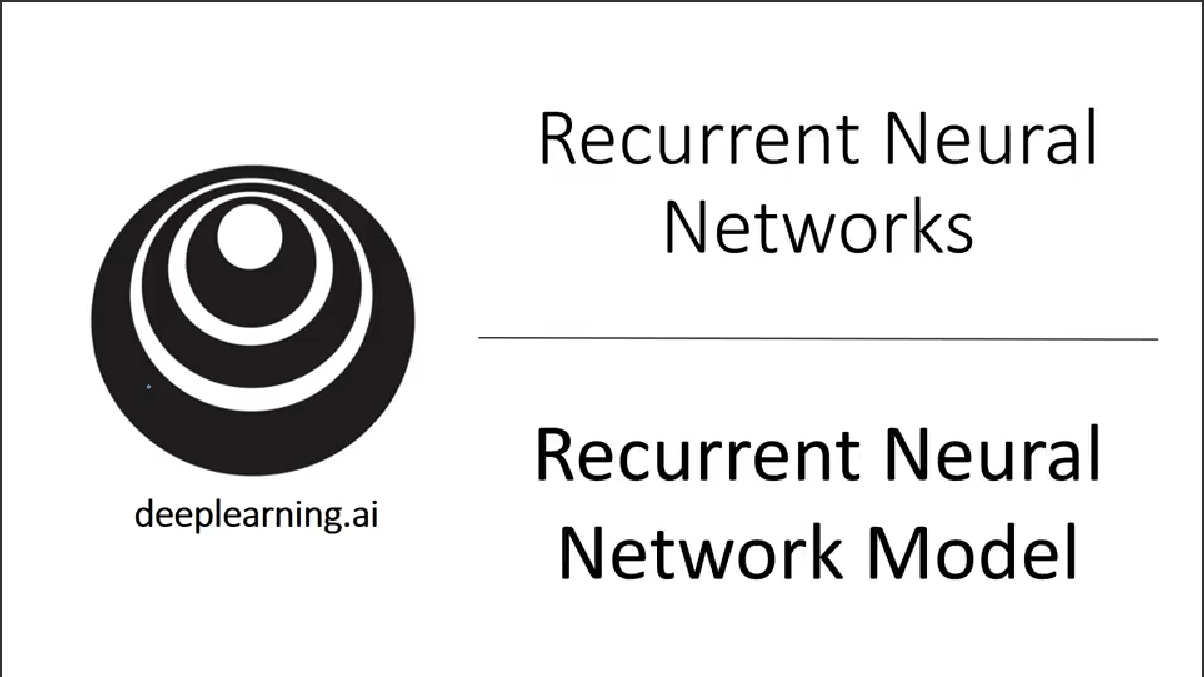 Recurrent Neural
Networks
Recurrent Neural
Network Model
deeplearning.ai